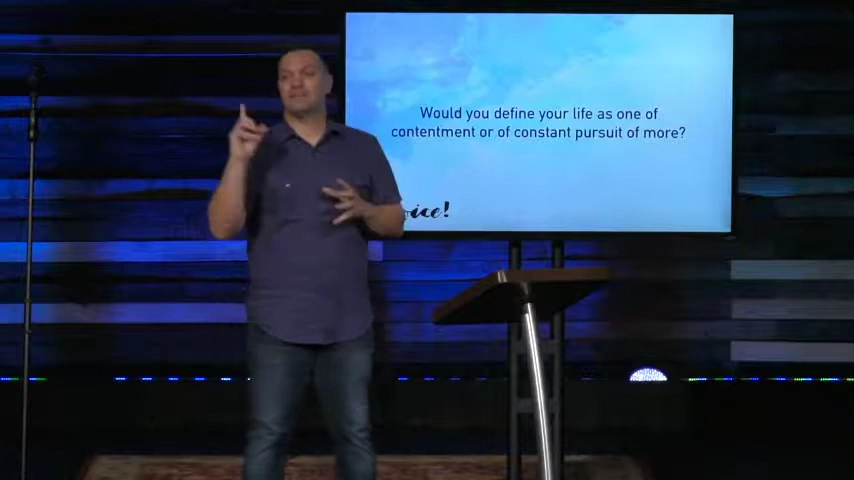 Would you define your life as one of
contentment or of constant pursuit of more?